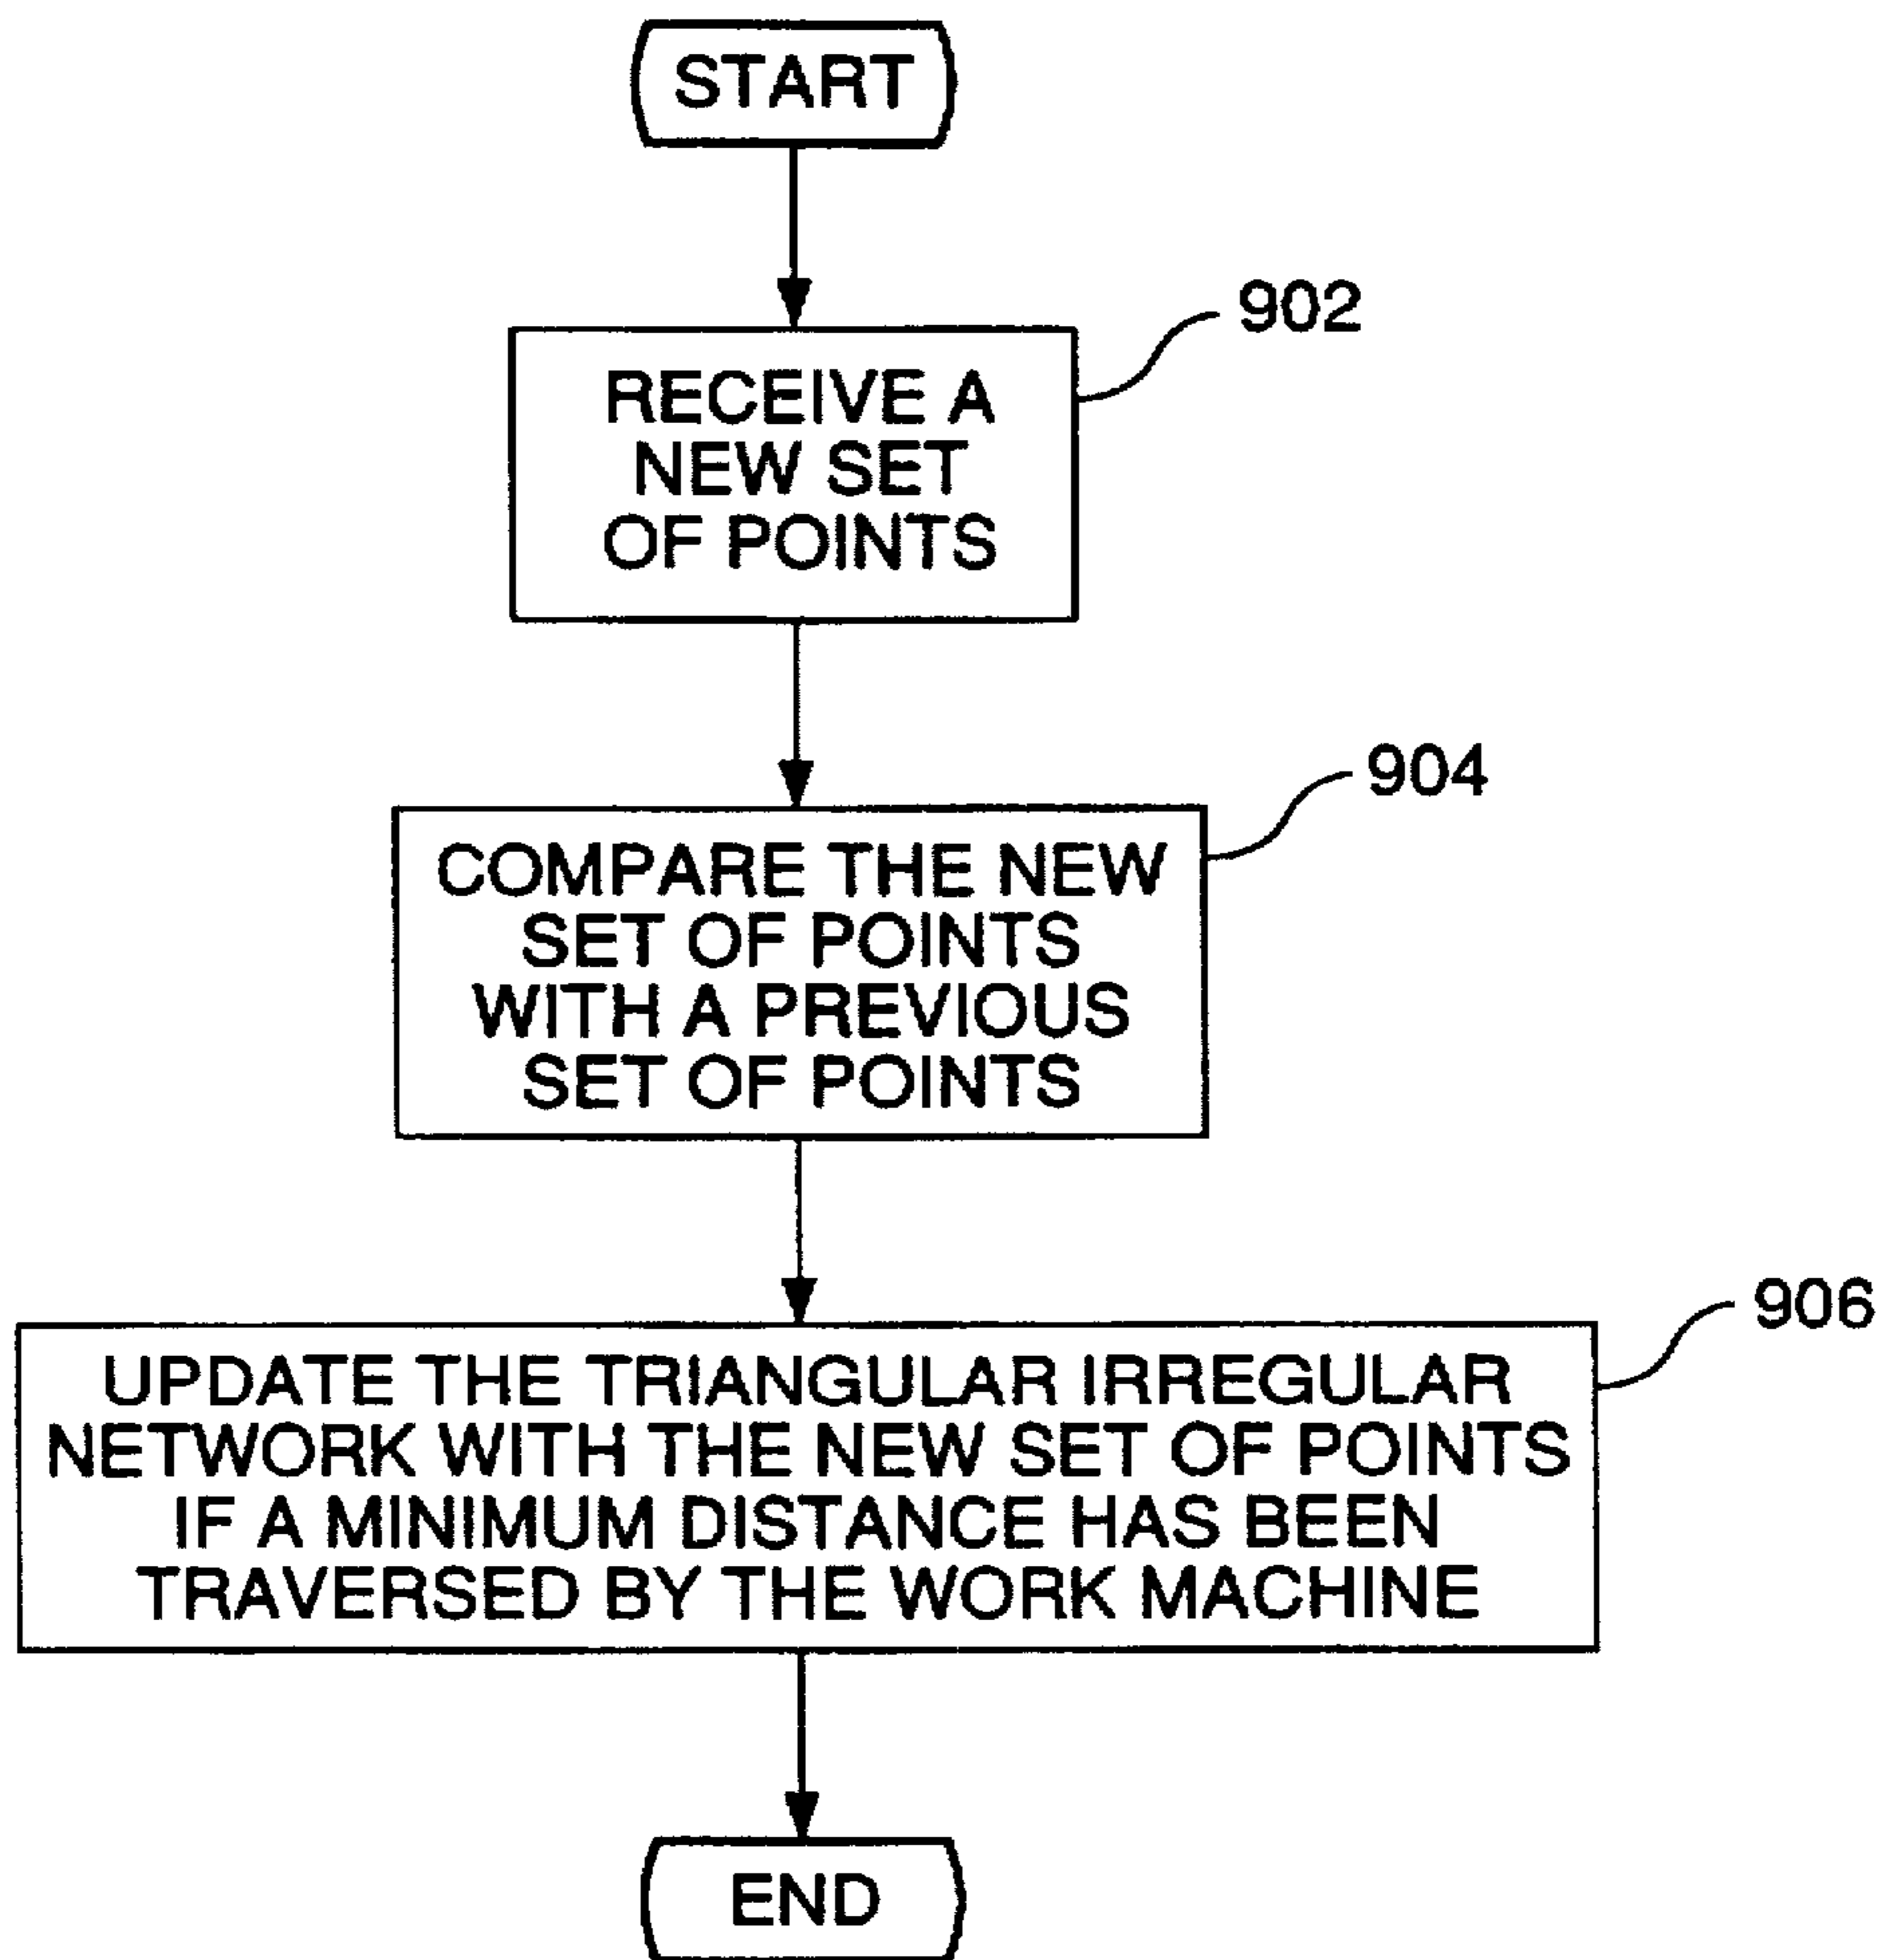 START
902
RECEIVE A
NEW SET
OF POINTS
904
COMPARE THE NEW
SET OF POINTS
WITH A PREVIOUS
SET OF POINTS
906
UPDATE THE TRIANGULAR IRREGULAR
NETWORK WITH THE NEW SET OF POINTS
IF A MINIMUM DISTANCE HAS BEEN
TRAVERSED BY THE WORK MACHINE
END